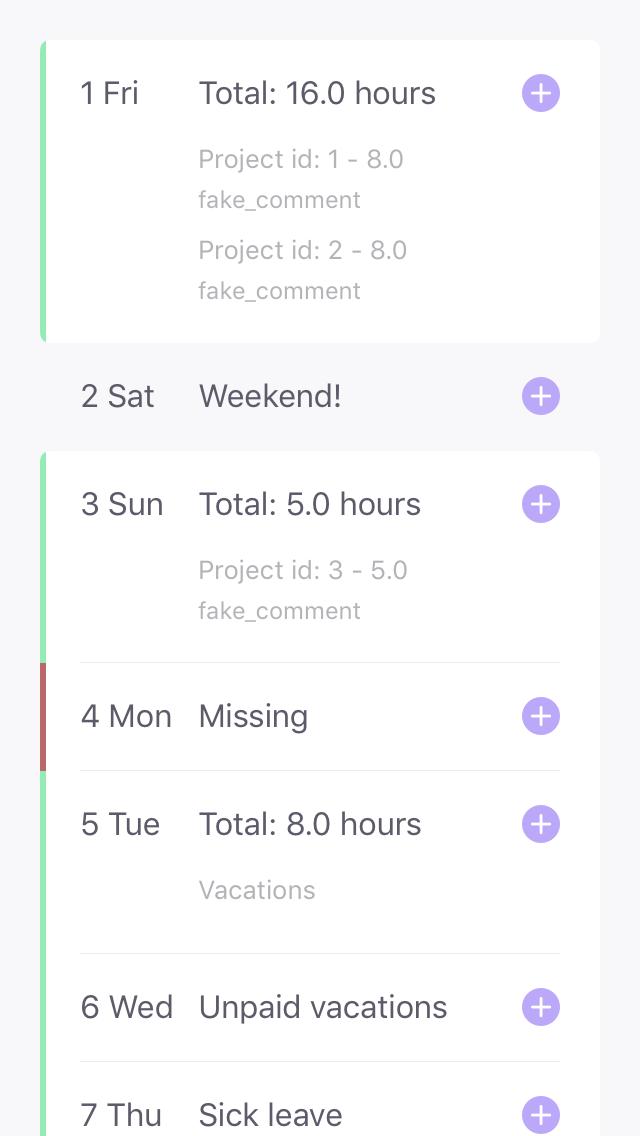 1 Fri Total: 16.0 hours
Project id: 1 - 8.0
fake_comment
Project id: 2 - 8.0
fake_comment
2 Sat Weekend!
3 Sun Total: 5.0 hours
Project id: 3 - 5.0
fake_comment
4 Mon Missing
5 Tue Total: 8.0 hours
Vacations
6 Wed Unpaid vacations
7 Thu Sick leave